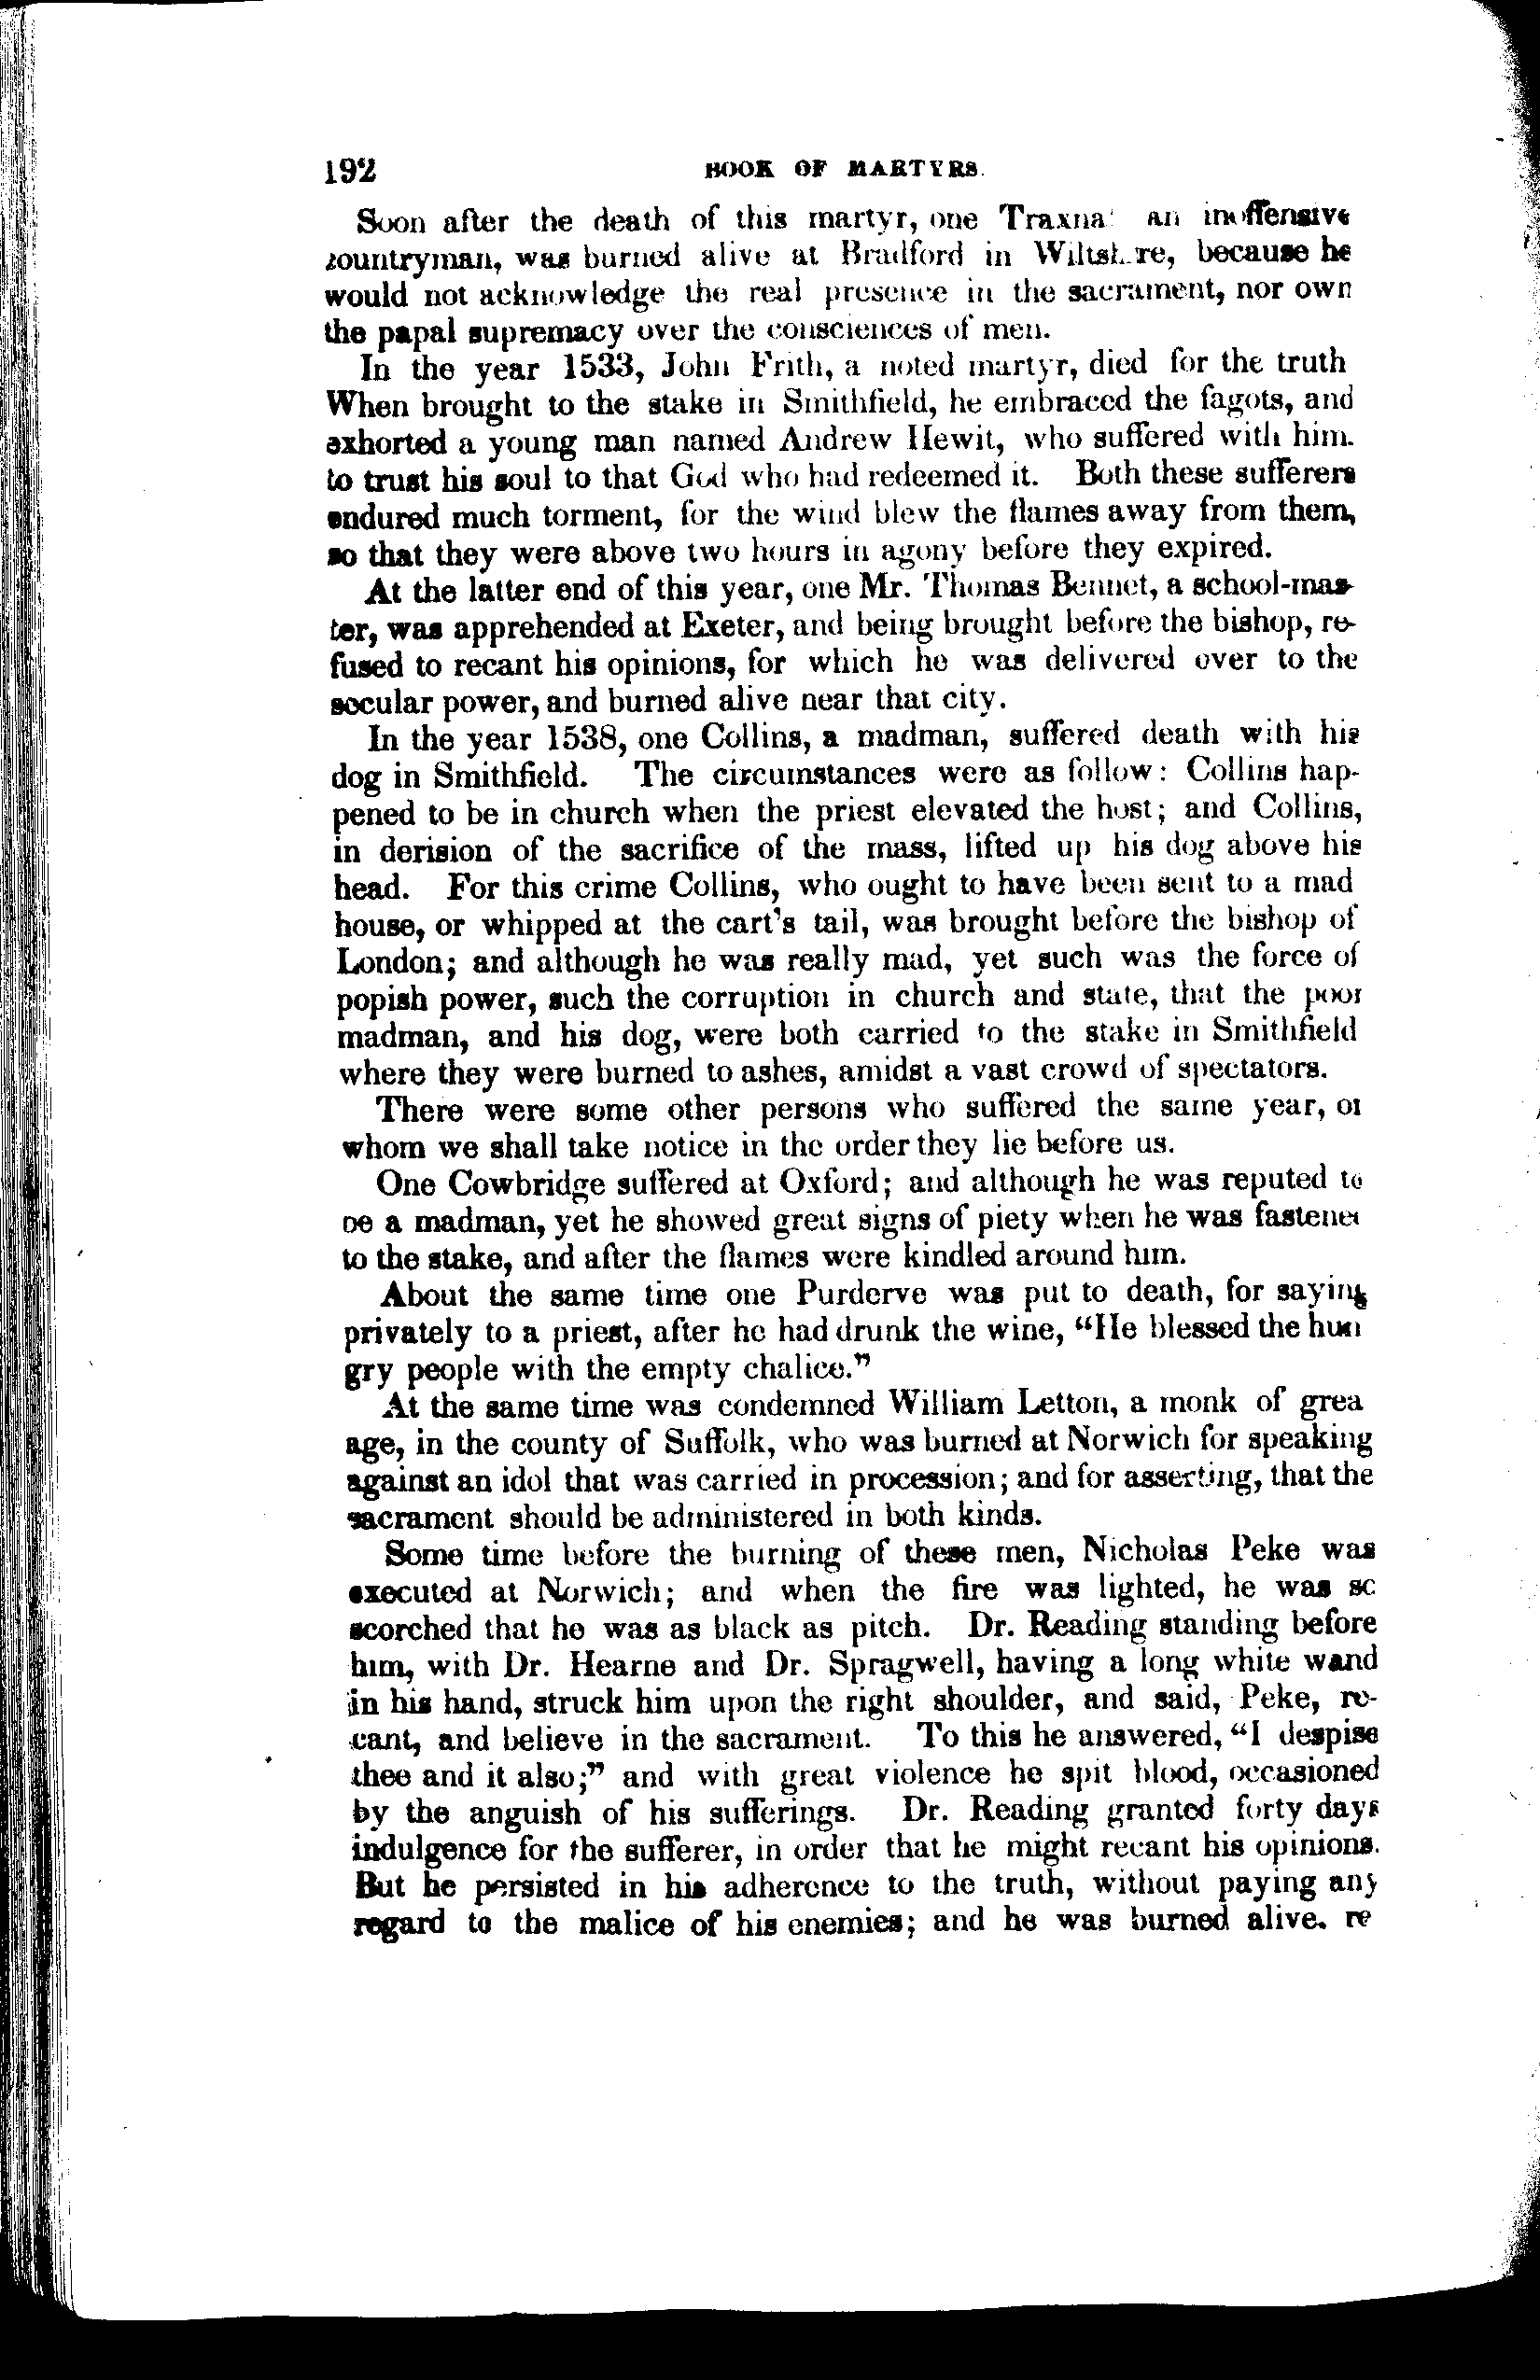 192 BOOK OF MARTYRS.
Soon after the death of this martyr, one Traxna an inoffensive
countryman, was burned alive at Bradford in Wiltshire, because he
would not acknowledge the real presence in the sacrament, nor own
the papal supremacy over the consciences of men.
In the year 1533, John Frith, a noted martyr, died for the truth
When brought to the stake in Smithfield, he embraced the fagots, and
exhorted a young man named Andrew Hewit, who suffered with him.
to trust his soul to that God who had redeemed it. Both these sufferers
endured much torment, for the wind blew the flames away from them,
so that they were above two hours in agony before they expired.
At the latter end of this year, one Mr. Thomas Bennet, a school-mas-
ter, was apprehended at Exeter, and being brought before the bishop, re-
fused to recant his opinions, for which he was delivered over to the
secular power, and burned alive near that city.
In the year 1538, one Collins, a madman, suffered death with his
dog in Smithfield. The circumstances were as follow: Collins hap-
pened to be in church when the priest elevated the host; and Collins,
in derision of the sacrifice of the mass, lifted up his dog above his
head. For this crime Collins, who ought to have been sent to a mad
house, or whipped at the cart's tail, was brought before the bishop of
London; and although he was really mad, yet such was the force of
popish power, such the corruption in church and state, that the poor
madman, and his dog, were both carried to the stake in Smithfield
where they were burned to ashes, amidst a vast crowd of spectators.
There were some other persons who suffered the same year, of
whom we shall take notice in the order they lie before us.
One Cowbridge suffered at Oxford; and although he was reputed to
be a madman, yet he showed great signs of piety when he was fastened
to the stake, and after the flames were kindled around him.
About the same time one Purderve was put to death, for saying
privately to a priest, after he had drunk the wine, "He blessed the hun
gry people with the empty chalice."
At the same time was condemned William Letton, a monk of grea
age, in the county of Suffolk, who was burned at Norwich for speaking
against an idol that was carried in procession; and for asserting, that the
sacrament should be administered in both kinds.
Some time before the burning of these men, Nicholas Peke was
executed at Norwich; and when the fire was lighted, he was so
scorched that he was as black as pitch. Dr. Reading standing before
him, with Dr. Hearne and Dr. Spragwell, having a long white wand
in his hand, struck him upon the right shoulder, and said, Peke, re-
cant, and believe in the sacrament. To this he answered, "I despise
thee and it also;" and with great violence he spit blood, occasioned
by the anguish of his sufferings. Dr. Reading granted forty days
indulgence for the sufferer, in order that he might recant his opinions.
But he persisted in his adherence to the truth, without paying any
regard to the malice of his enemies; and he was burned alive. re